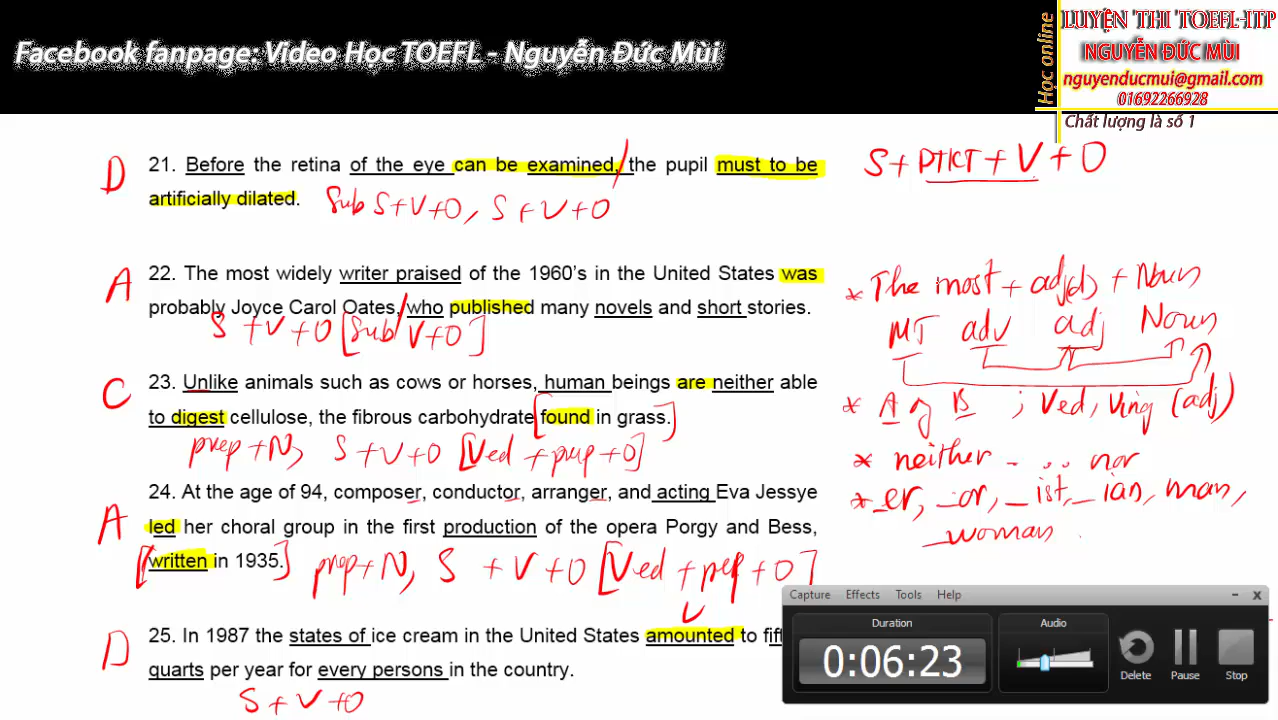 Facebook fanpage: Video Học TOEFL - Nguyễn Đức Mùi
Học online
LUYỆN THI TOEFL-ITP
NGUYỄN ĐỨC MÙI
nguyenducmui@gmail.com
01692266928
Chất lượng là số 1
D
21. Before the retina of the eye can be examined, the pupil must to be
artificially dilated.
Sub S+V+O, S+V+O
A
22. The most widely writer praised of the 1960's in the United States was
probably Joyce Carol Oates, who published many novels and short stories.
S+V+O [Sub/V+O]
C
23. Unlike animals such as cows or horses, human beings are neither able
to digest cellulose, the fibrous carbohydrate found in grass.
prep+N, S+V+O [Ved+prep+O]
A
24. At the age of 94, composer, conductor, arranger, and acting Eva Jessye
led her choral group in the first production of the opera Porgy and Bess,
written in 1935.
prep+N, S+V+O [Ved+prep+O]
D
25. In 1987 the states of ice cream in the United States amounted to
quarts per year for every persons in the country.
V
S+V+O
S+DTKT+V+O
* The most + adj + Noun
MT adv adj Noun
* A of B ; Ved, Ving (adj)
* neither ..... nor
* _er, _or, _ist, _ian, man,
_woman
Capture Effects Tools Help
Duration
0:06:23
Audio
Delete Pause Stop